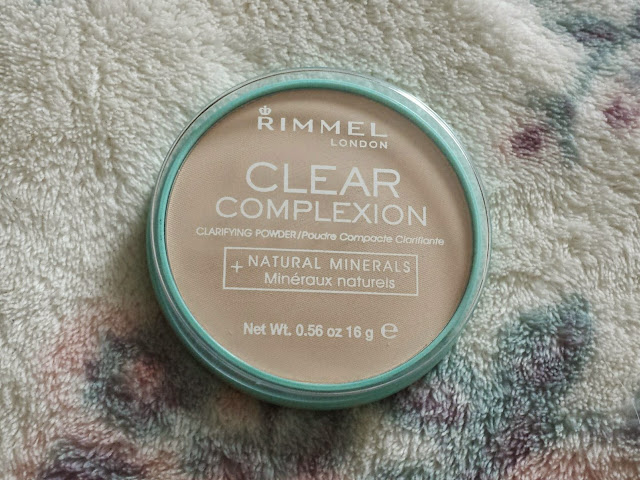 RIMMEL
LONDON
CLEAR
COMPLEXION
CLARIFYING POWDER/Poudre Compacte Clarifiante
+ NATURAL MINERALS
Minéraux naturels
Net Wt. 0.56 oz 16 g ℮